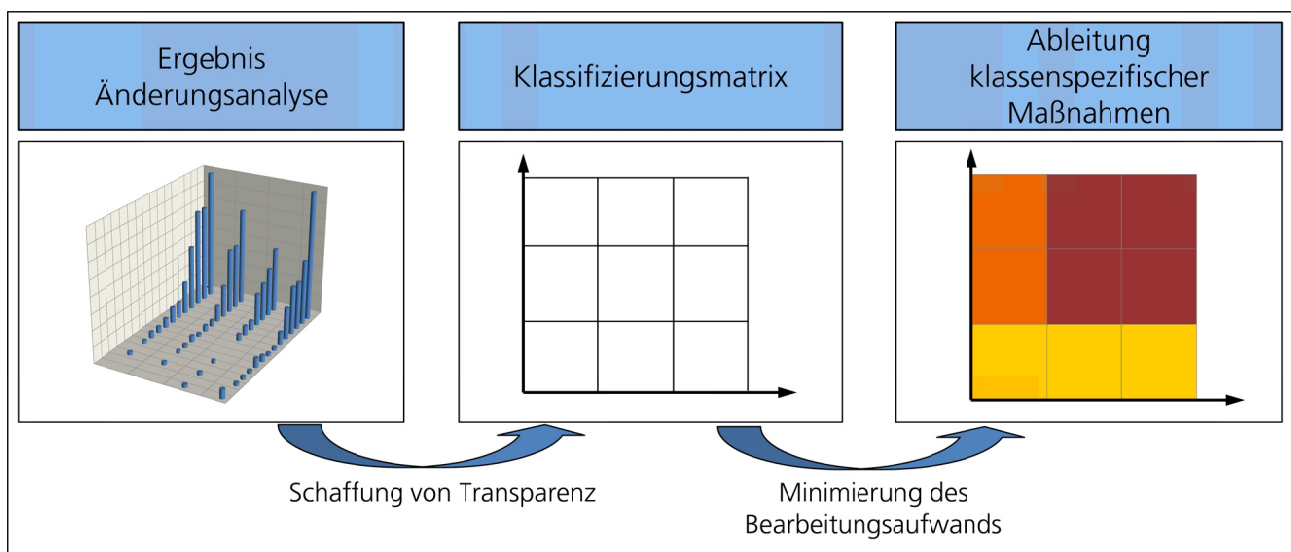 Ergebnis
Änderungsanalyse
Klassifizierungsmatrix
Ableitung
klassenspezifischer
Maßnahmen
Schaffung von Transparenz
Minimierung des
Bearbeitungsaufwands